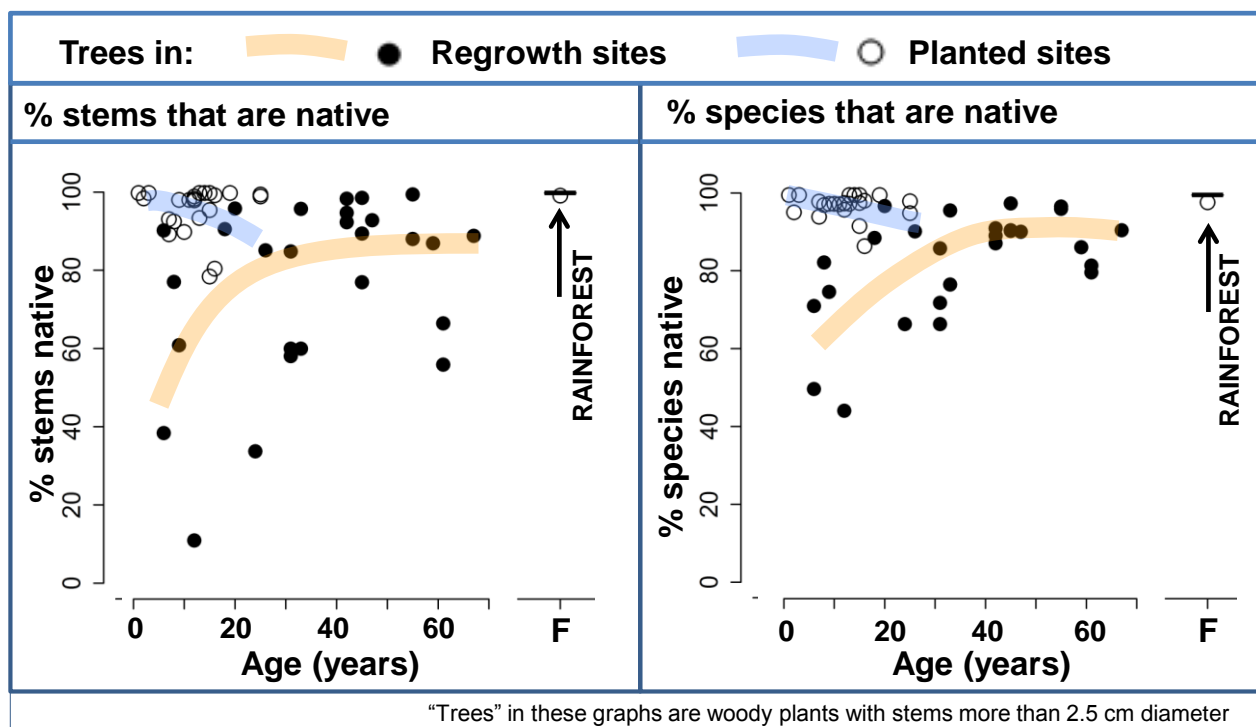 Trees in: Regrowth sites Planted sites
% stems that are native
% species that are native
% stems native
100
80
60
40
20
0
0 20 40 60
F
Age (years)
RAINFOREST
% species native
100
80
60
40
20
0
0 20 40 60
F
Age (years)
RAINFOREST
“Trees” in these graphs are woody plants with stems more than 2.5 cm diameter